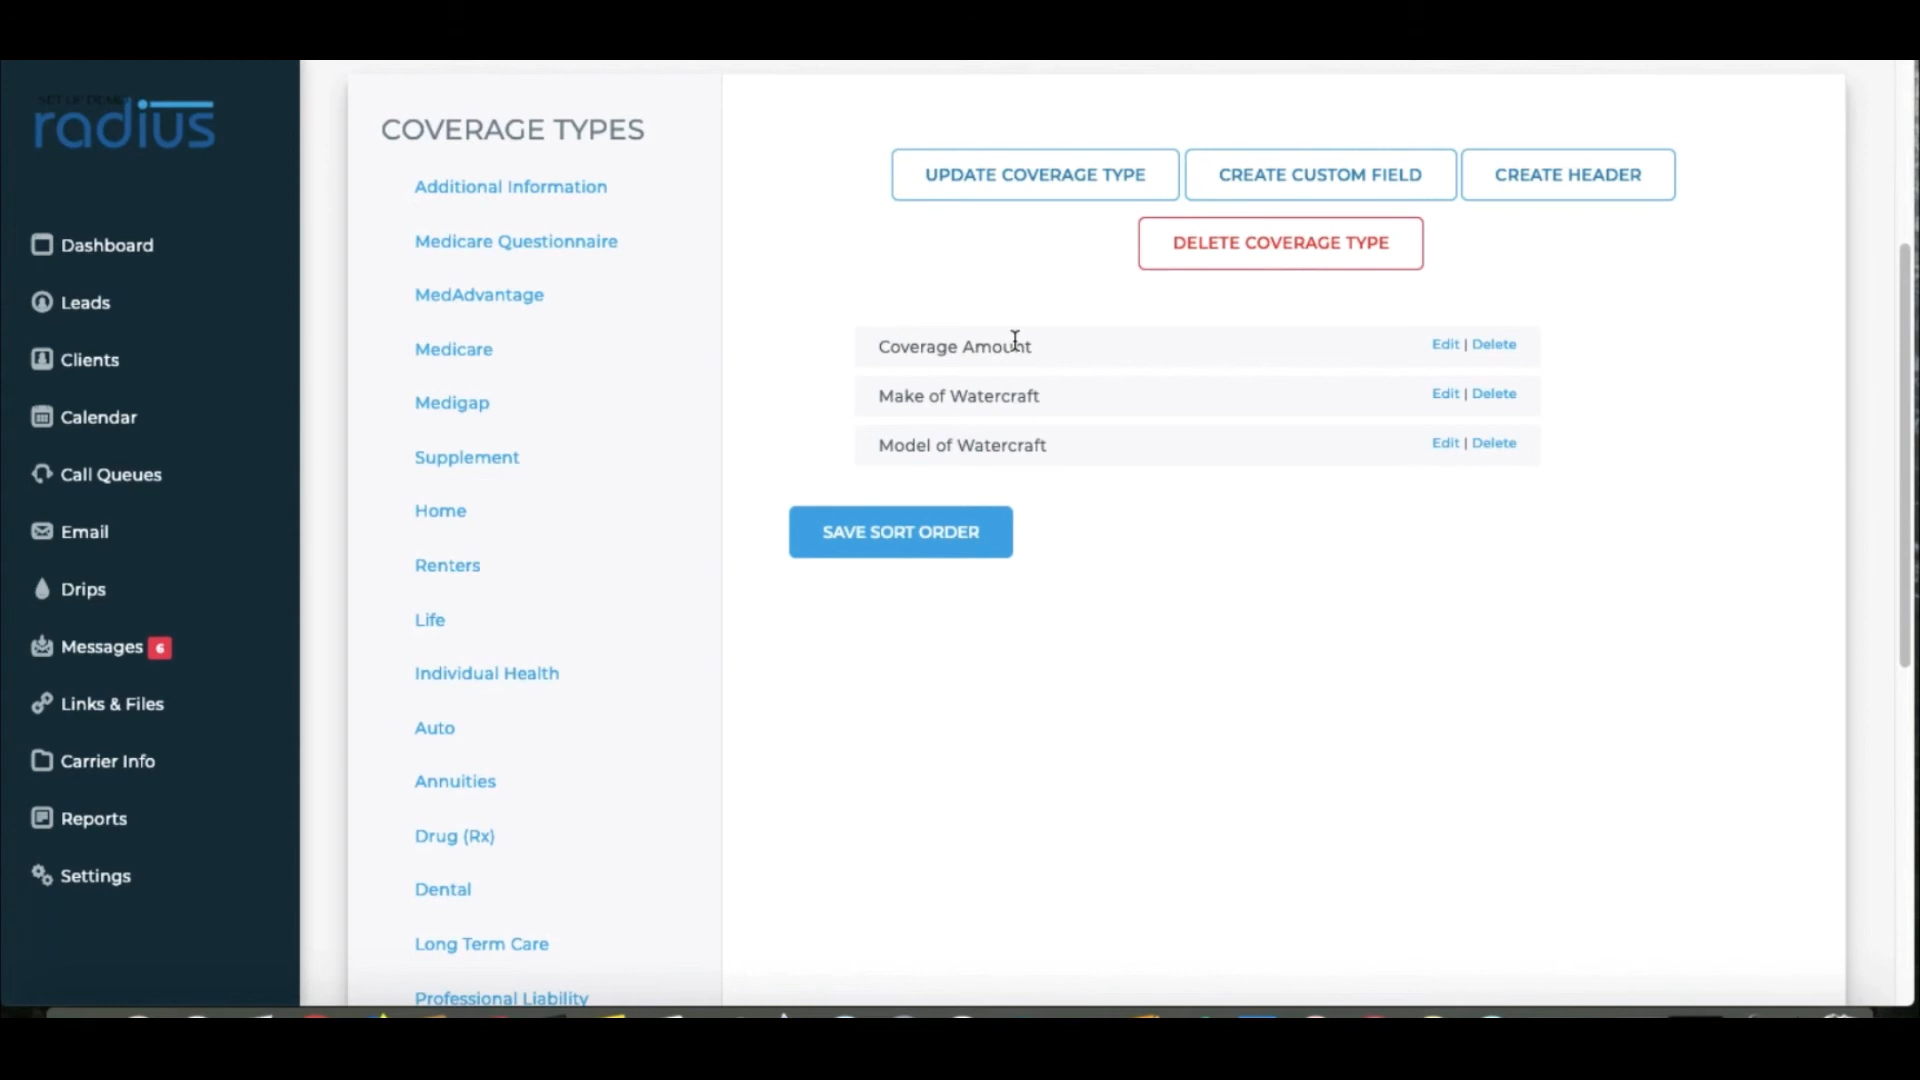 SET UP DEMO
radius
Dashboard
Leads
Clients
Calendar
Call Queues
Email
Drips
Messages 6
Links & Files
Carrier Info
Reports
Settings
COVERAGE TYPES
Additional Information
Medicare Questionnaire
MedAdvantage
Medicare
Medigap
Supplement
Home
Renters
Life
Individual Health
Auto
Annuities
Drug (Rx)
Dental
Long Term Care
Professional Liability
UPDATE COVERAGE TYPE
CREATE CUSTOM FIELD
CREATE HEADER
DELETE COVERAGE TYPE
Coverage Amount Edit | Delete
Make of Watercraft Edit | Delete
Model of Watercraft Edit | Delete
SAVE SORT ORDER